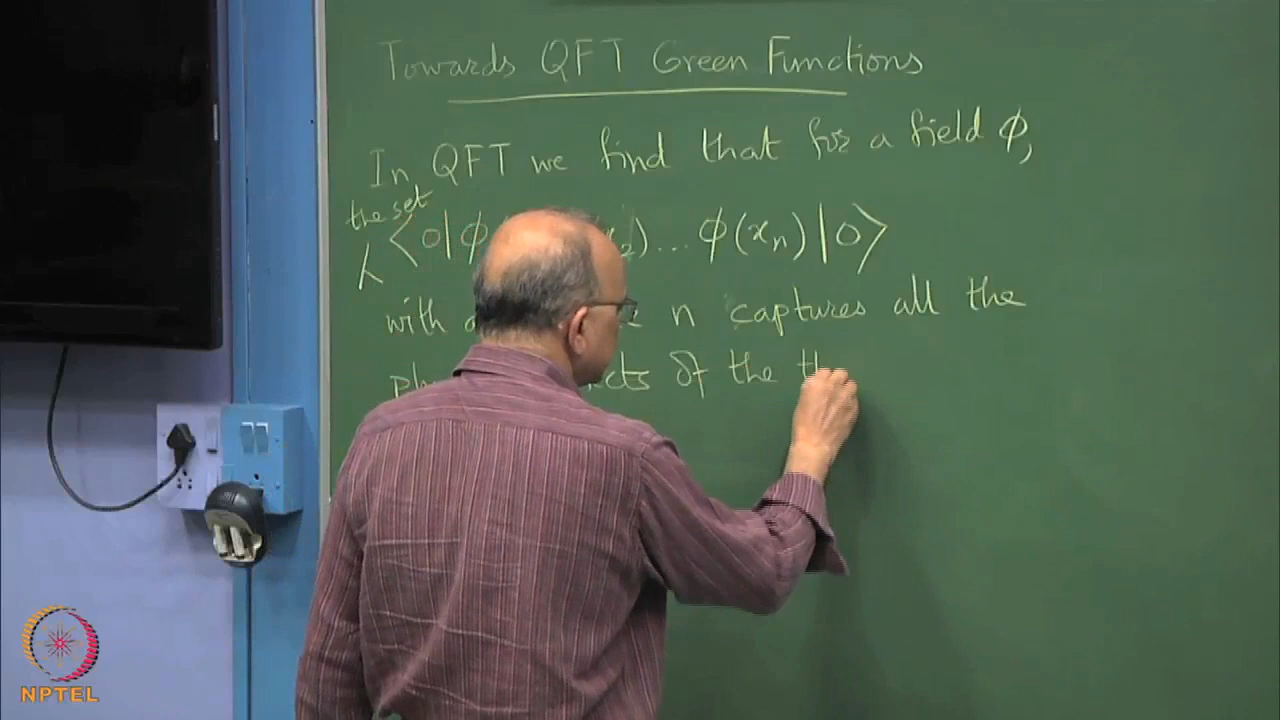 Towards QFT Green Functions
In QFT we find that for a field ϕ,
the set
⟨0|ϕ ... ϕ(xₙ)|0⟩
with n captures all the
of the
NPTEL